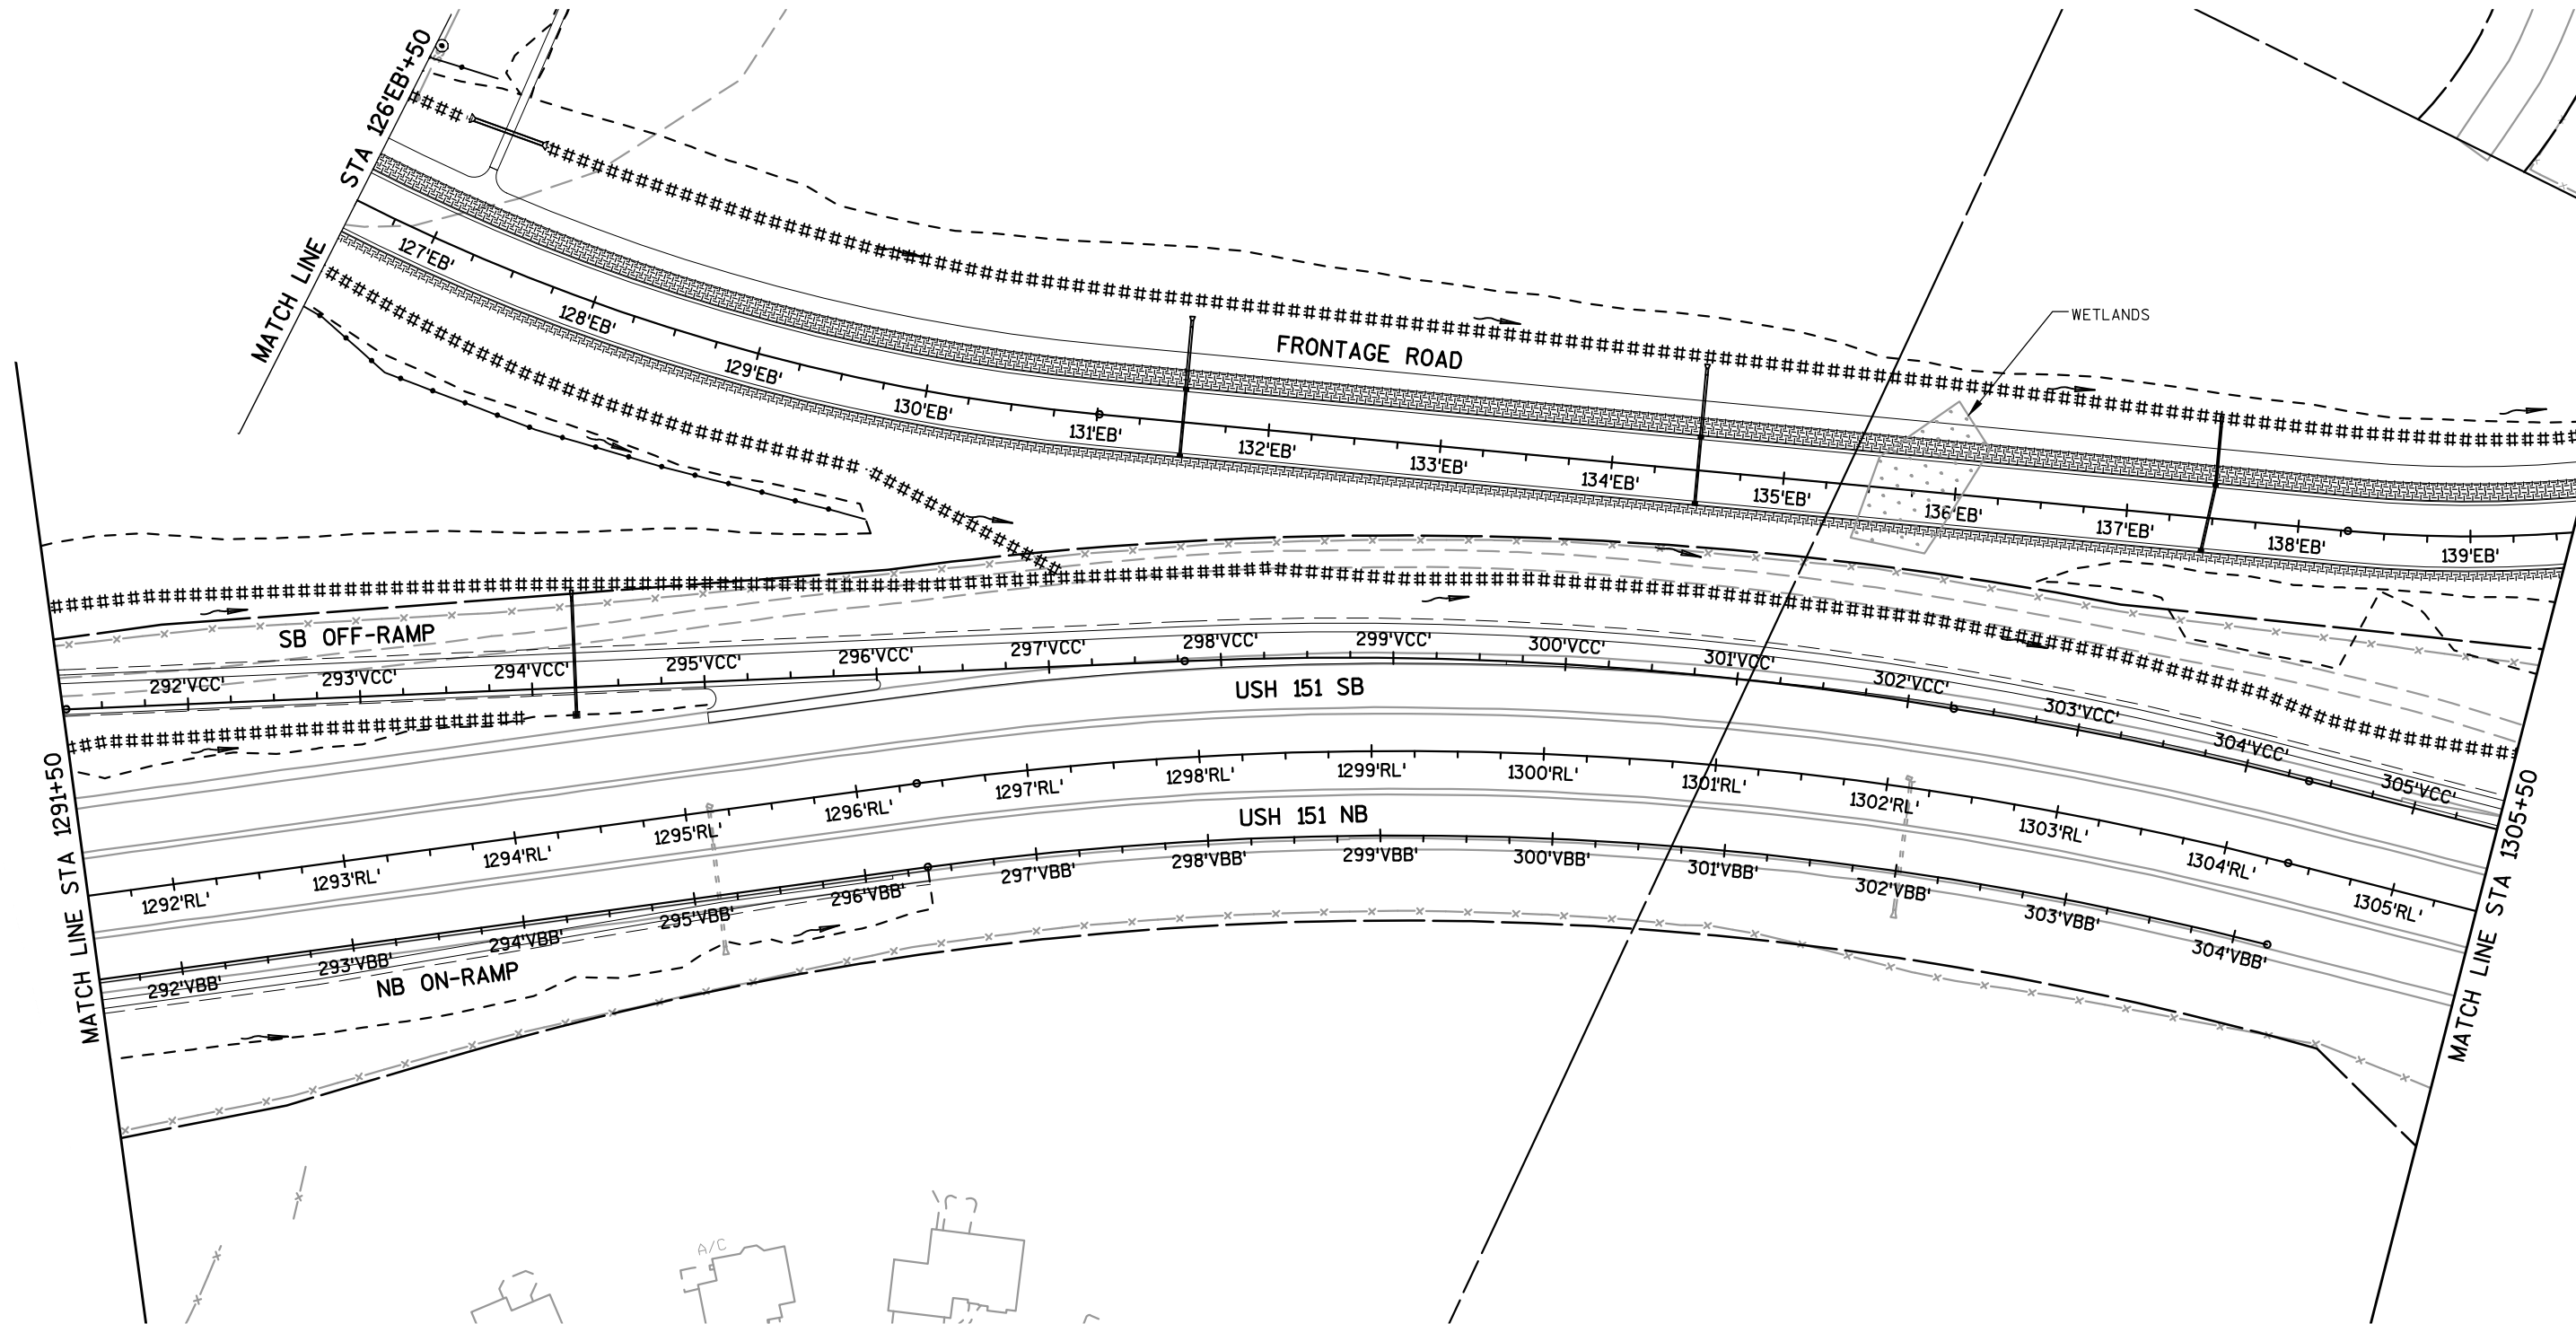 MATCH LINE STA 126'EB'+50
127'EB'
128'EB'
129'EB'
130'EB'
131'EB'
132'EB'
133'EB'
134'EB'
135'EB'
136'EB'
137'EB'
138'EB'
139'EB'
FRONTAGE ROAD
WETLANDS
SB OFF-RAMP
292'VCC'
293'VCC'
294'VCC'
295'VCC'
296'VCC'
297'VCC'
298'VCC'
299'VCC'
300'VCC'
301'VCC'
302'VCC'
303'VCC'
304'VCC'
305'VCC'
USH 151 SB
1292'RL'
1293'RL'
1294'RL'
1295'RL'
1296'RL'
1297'RL'
1298'RL'
1299'RL'
1300'RL'
1301'RL'
1302'RL'
1303'RL'
1304'RL'
1305'RL'
USH 151 NB
292'VBB'
293'VBB'
294'VBB'
295'VBB'
296'VBB'
297'VBB'
298'VBB'
299'VBB'
300'VBB'
301'VBB'
302'VBB'
303'VBB'
304'VBB'
NB ON-RAMP
MATCH LINE STA 1291+50
MATCH LINE STA 1305+50
A/C